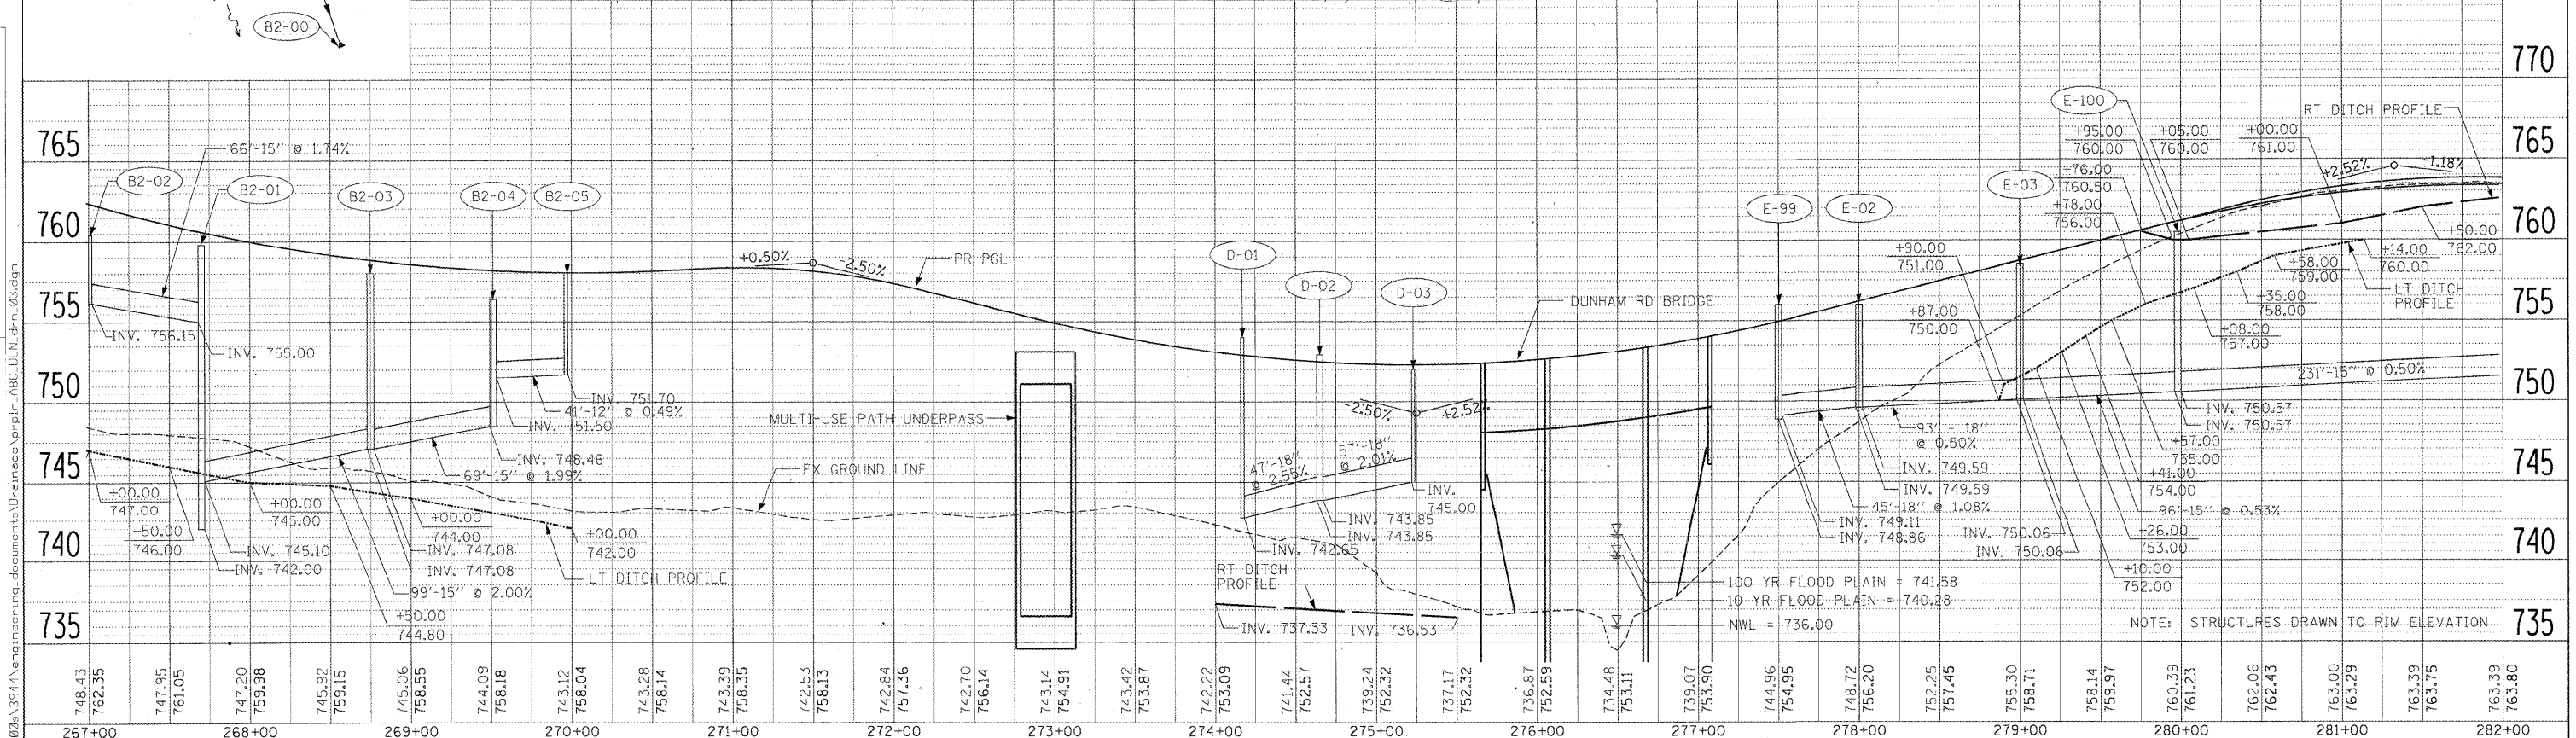 B2-00
770
770
765
760
755
750
745
740
735
B2-02
66'-15" @ 1.74%
B2-01
B2-03
B2-04
B2-05
INV. 756.15
INV. 755.00
INV. 751.70
41'-12" @ 0.49%
INV. 751.50
INV. 748.46
69'-15" @ 1.99%
+00.00
747.00
+50.00
746.00
+00.00
745.00
INV. 745.10
INV. 742.00
+00.00
744.00
INV. 747.08
INV. 747.08
99'-15" @ 2.00%
+50.00
744.80
+00.00
742.00
LT DITCH PROFILE
EX GROUND LINE
+0.50%
-2.50%
PR PGL
MULTI-USE PATH UNDERPASS
D-01
D-02
D-03
47'-18"
@ 2.55%
57'-18"
@ 2.01%
-2.50%
+2.52%
INV.
745.00
INV. 743.85
INV. 743.85
INV. 742.65
RT DITCH
PROFILE
INV. 737.33
INV. 736.53
DUNHAM RD BRIDGE
100 YR FLOOD PLAIN = 741.58
10 YR FLOOD PLAIN = 740.28
NWL = 736.00
E-99
E-02
E-03
E-100
+95.00
760.00
+05.00
760.00
+00.00
761.00
RT DITCH PROFILE
+76.00
760.50
+78.00
756.00
+2.52%
-1.18%
+90.00
751.00
+87.00
750.00
+50.00
762.00
+14.00
760.00
+58.00
759.00
LT DITCH
PROFILE
+35.00
758.00
+08.00
757.00
231'-15" @ 0.50%
INV. 750.57
INV. 750.57
93' - 18"
@ 0.50%
INV. 749.59
INV. 749.59
45'-18" @ 1.08%
INV. 749.11
INV. 748.86
+57.00
755.00
+41.00
754.00
96'-15" @ 0.53%
INV. 750.06
INV. 750.06
+26.00
753.00
+10.00
752.00
NOTE: STRUCTURES DRAWN TO RIM ELEVATION
765
760
755
750
745
740
735
748.43
762.35
747.95
761.05
747.20
759.98
745.92
759.15
745.06
758.55
744.09
758.18
743.12
758.04
743.28
758.14
743.39
758.35
742.53
758.13
742.84
757.36
742.70
756.14
743.14
754.91
743.42
753.87
742.22
753.09
741.44
752.57
739.24
752.32
737.17
752.32
736.87
752.59
734.48
753.11
739.07
753.90
744.96
754.95
748.72
756.20
752.25
757.45
755.30
758.71
758.14
759.97
760.39
761.23
762.06
762.43
763.00
763.29
763.39
763.75
763.39
763.80
267+00
268+00
269+00
270+00
271+00
272+00
273+00
274+00
275+00
276+00
277+00
278+00
279+00
280+00
281+00
282+00